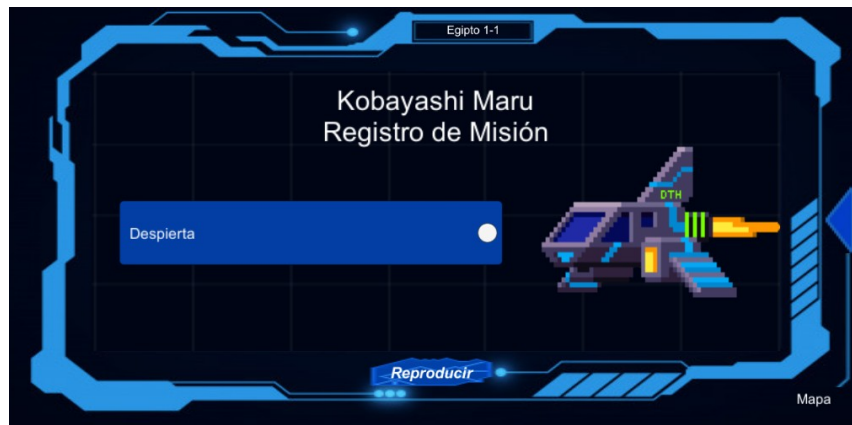 Egipto 1-1
Kobayashi Maru
Registro de Misión
DTH
Despierta
Reproducir
Mapa